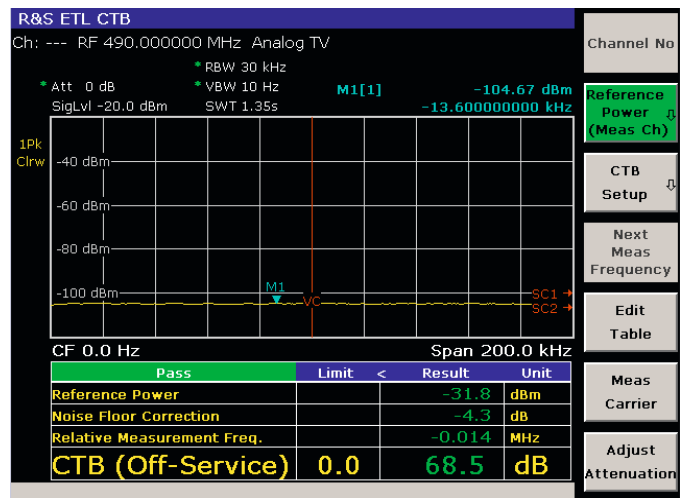 R&S ETL CTB
Ch: --- RF 490.000000 MHz Analog TV
* RBW 30 kHz
* Att 0 dB * VBW 10 Hz M1[1] -104.67 dBm
SigLvl -20.0 dBm SWT 1.35s -13.600000000 kHz
1Pk
Clrw
-40 dBm
-60 dBm
-80 dBm
-100 dBm
M1
VC
SC1
SC2
CF 0.0 Hz Span 200.0 kHz
Pass Limit < Result Unit
Reference Power -31.8 dBm
Noise Floor Correction -4.3 dB
Relative Measurement Freq. -0.014 MHz
CTB (Off-Service) 0.0 68.5 dB
Channel No
Reference
Power
(Meas Ch)
CTB
Setup
Next
Meas
Frequency
Edit
Table
Meas
Carrier
Adjust
Attenuation